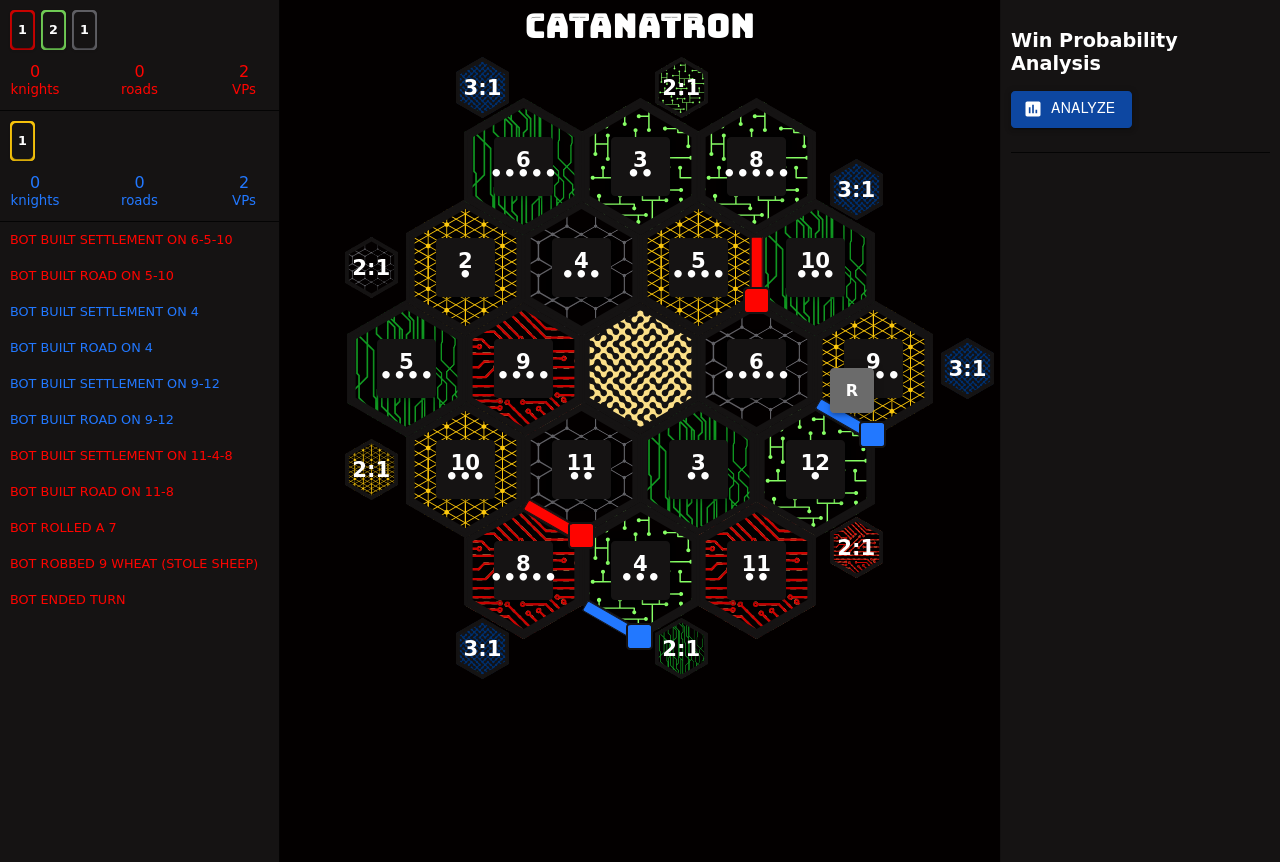 CATANATRON
1 2 1
0 0 2
knights roads VPs
1
0 0 2
knights roads VPs
BOT BUILT SETTLEMENT ON 6-5-10
BOT BUILT ROAD ON 5-10
BOT BUILT SETTLEMENT ON 4
BOT BUILT ROAD ON 4
BOT BUILT SETTLEMENT ON 9-12
BOT BUILT ROAD ON 9-12
BOT BUILT SETTLEMENT ON 11-4-8
BOT BUILT ROAD ON 11-8
BOT ROLLED A 7
BOT ROBBED 9 WHEAT (STOLE SHEEP)
BOT ENDED TURN
3:1 2:1
6 3 8
3:1
2:1 2 4 5 10
5 9 6 9 3:1
R
2:1 10 11 3 12
8 4 11 2:1
3:1 2:1
Win Probability
Analysis
ANALYZE